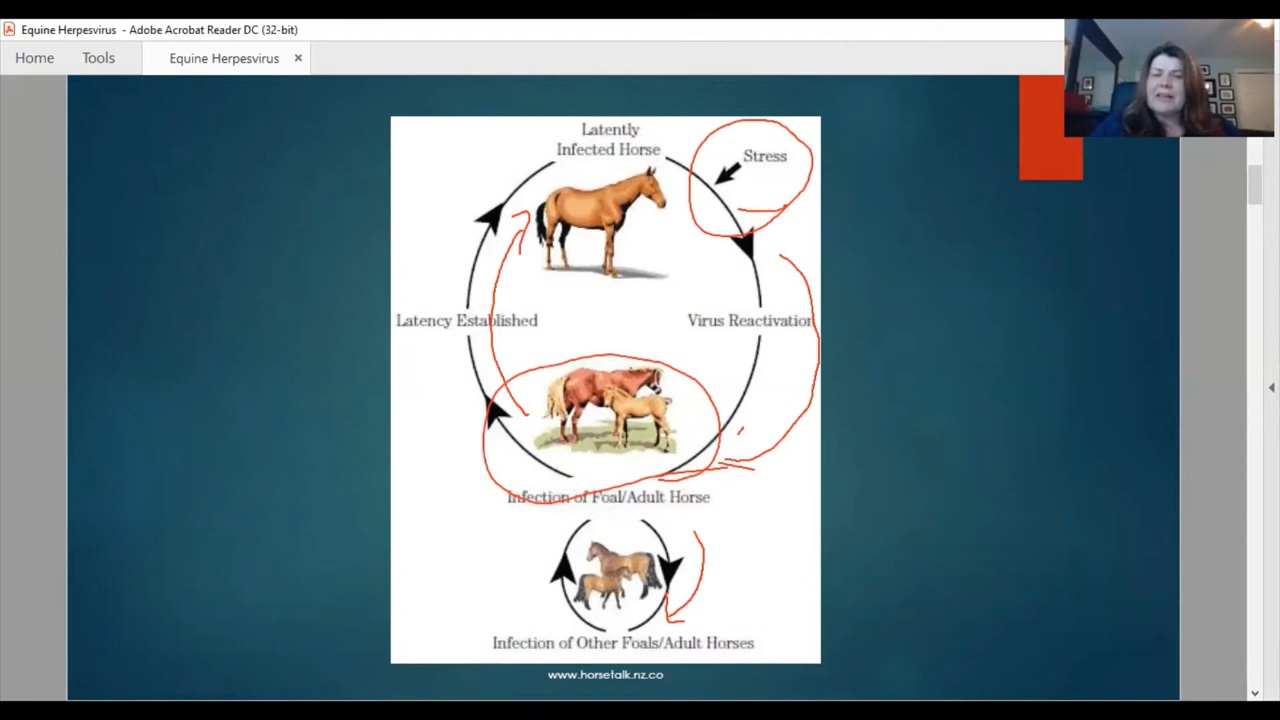 Equine Herpesvirus - Adobe Acrobat Reader DC (32-bit)
Home Tools Equine Herpesvirus ×
Latently
Infected Horse
Stress
Latency Established
Virus Reactivation
Infection of Foal/Adult Horse
Infection of Other Foals/Adult Horses
www.horsetalk.nz.co